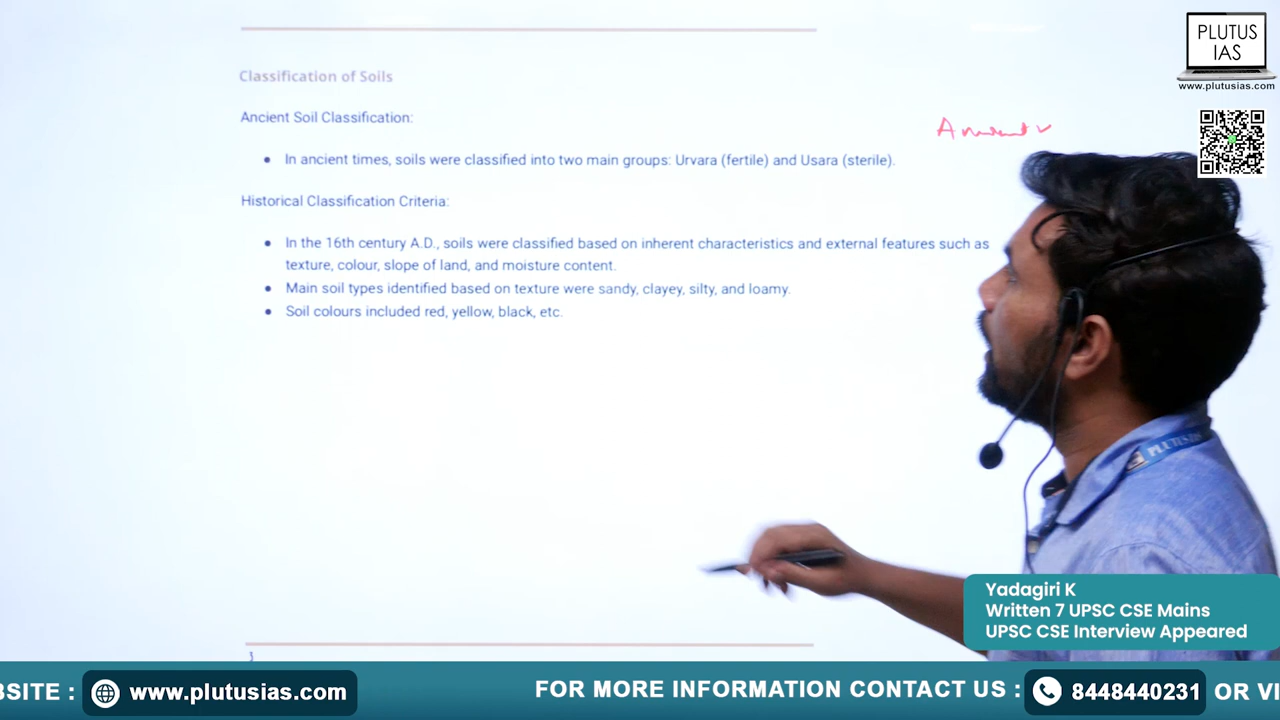 PLUTUS
IAS
www.plutusias.com
Classification of Soils
Ancient Soil Classification:
• In ancient times, soils were classified into two main groups: Urvara (fertile) and Usara (sterile).
Historical Classification Criteria:
• In the 16th century A.D., soils were classified based on inherent characteristics and external features such as
texture, colour, slope of land, and moisture content.
• Main soil types identified based on texture were sandy, clayey, silty, and loamy.
• Soil colours included red, yellow, black, etc.
PLUTUS
Yadagiri K
Written 7 UPSC CSE Mains
UPSC CSE Interview Appeared
3
BSITE : www.plutusias.com
FOR MORE INFORMATION CONTACT US : 8448440231 OR VI